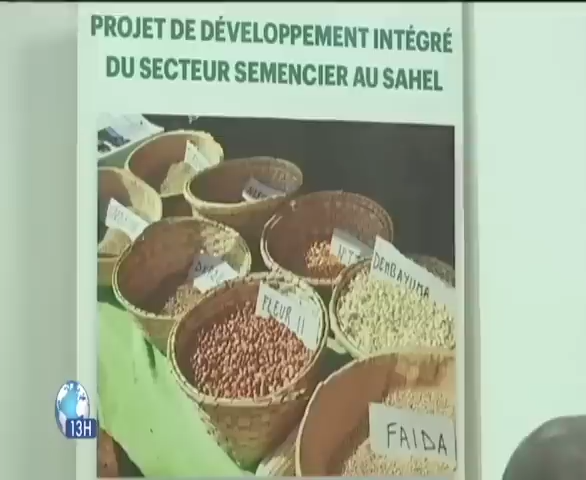 PROJET DE DÉVELOPPEMENT INTÉGRÉ
DU SECTEUR SEMENCIER AU SAHEL
DEMBAYUMA
FLEUR 11
FAIDA
13H